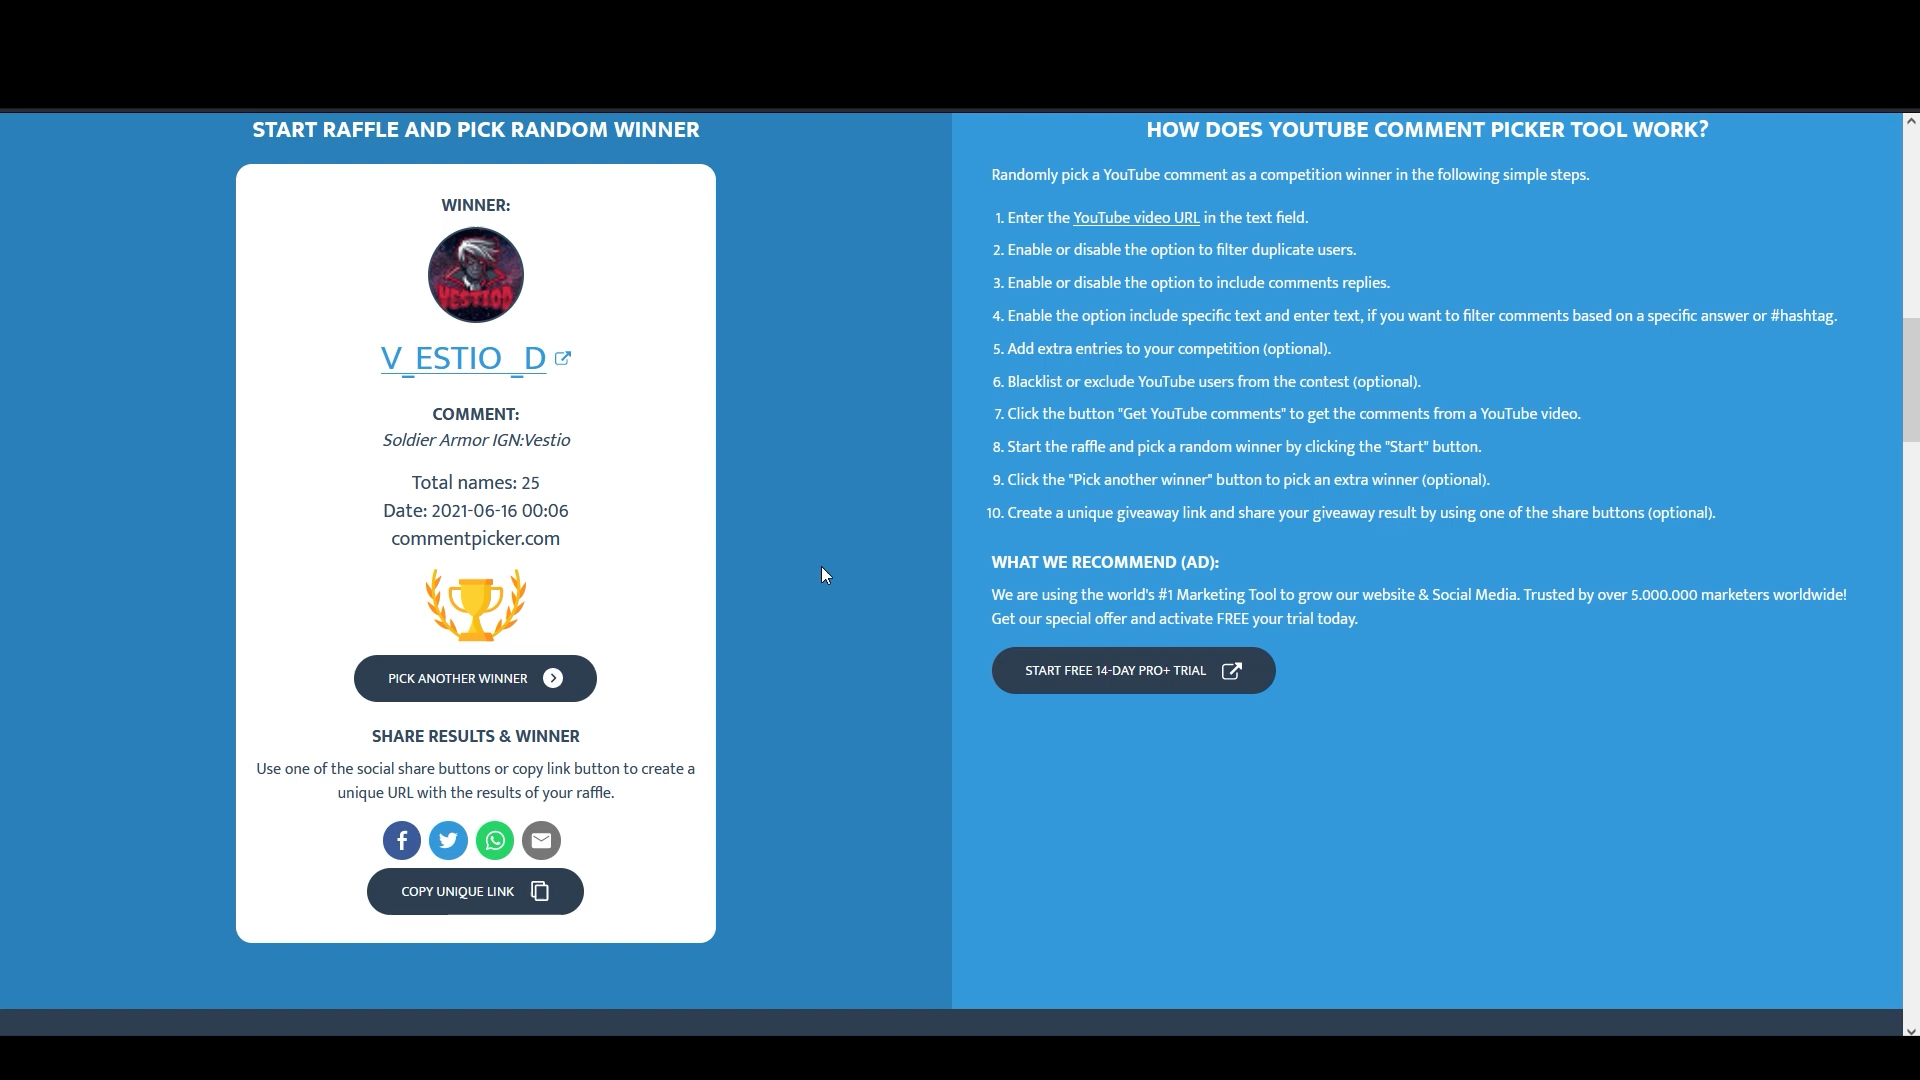 START RAFFLE AND PICK RANDOM WINNER
WINNER:
VESTIOD
V_ESTIO _D
COMMENT:
Soldier Armor IGN:Vestio
Total names: 25
Date: 2021-06-16 00:06
commentpicker.com
PICK ANOTHER WINNER
SHARE RESULTS & WINNER
Use one of the social share buttons or copy link button to create a
unique URL with the results of your raffle.
COPY UNIQUE LINK
HOW DOES YOUTUBE COMMENT PICKER TOOL WORK?
Randomly pick a YouTube comment as a competition winner in the following simple steps.
1. Enter the YouTube video URL in the text field.
2. Enable or disable the option to filter duplicate users.
3. Enable or disable the option to include comments replies.
4. Enable the option include specific text and enter text, if you want to filter comments based on a specific answer or #hashtag.
5. Add extra entries to your competition (optional).
6. Blacklist or exclude YouTube users from the contest (optional).
7. Click the button "Get YouTube comments" to get the comments from a YouTube video.
8. Start the raffle and pick a random winner by clicking the "Start" button.
9. Click the "Pick another winner" button to pick an extra winner (optional).
10. Create a unique giveaway link and share your giveaway result by using one of the share buttons (optional).
WHAT WE RECOMMEND (AD):
We are using the world's #1 Marketing Tool to grow our website & Social Media. Trusted by over 5.000.000 marketers worldwide!
Get our special offer and activate FREE your trial today.
START FREE 14-DAY PRO+ TRIAL